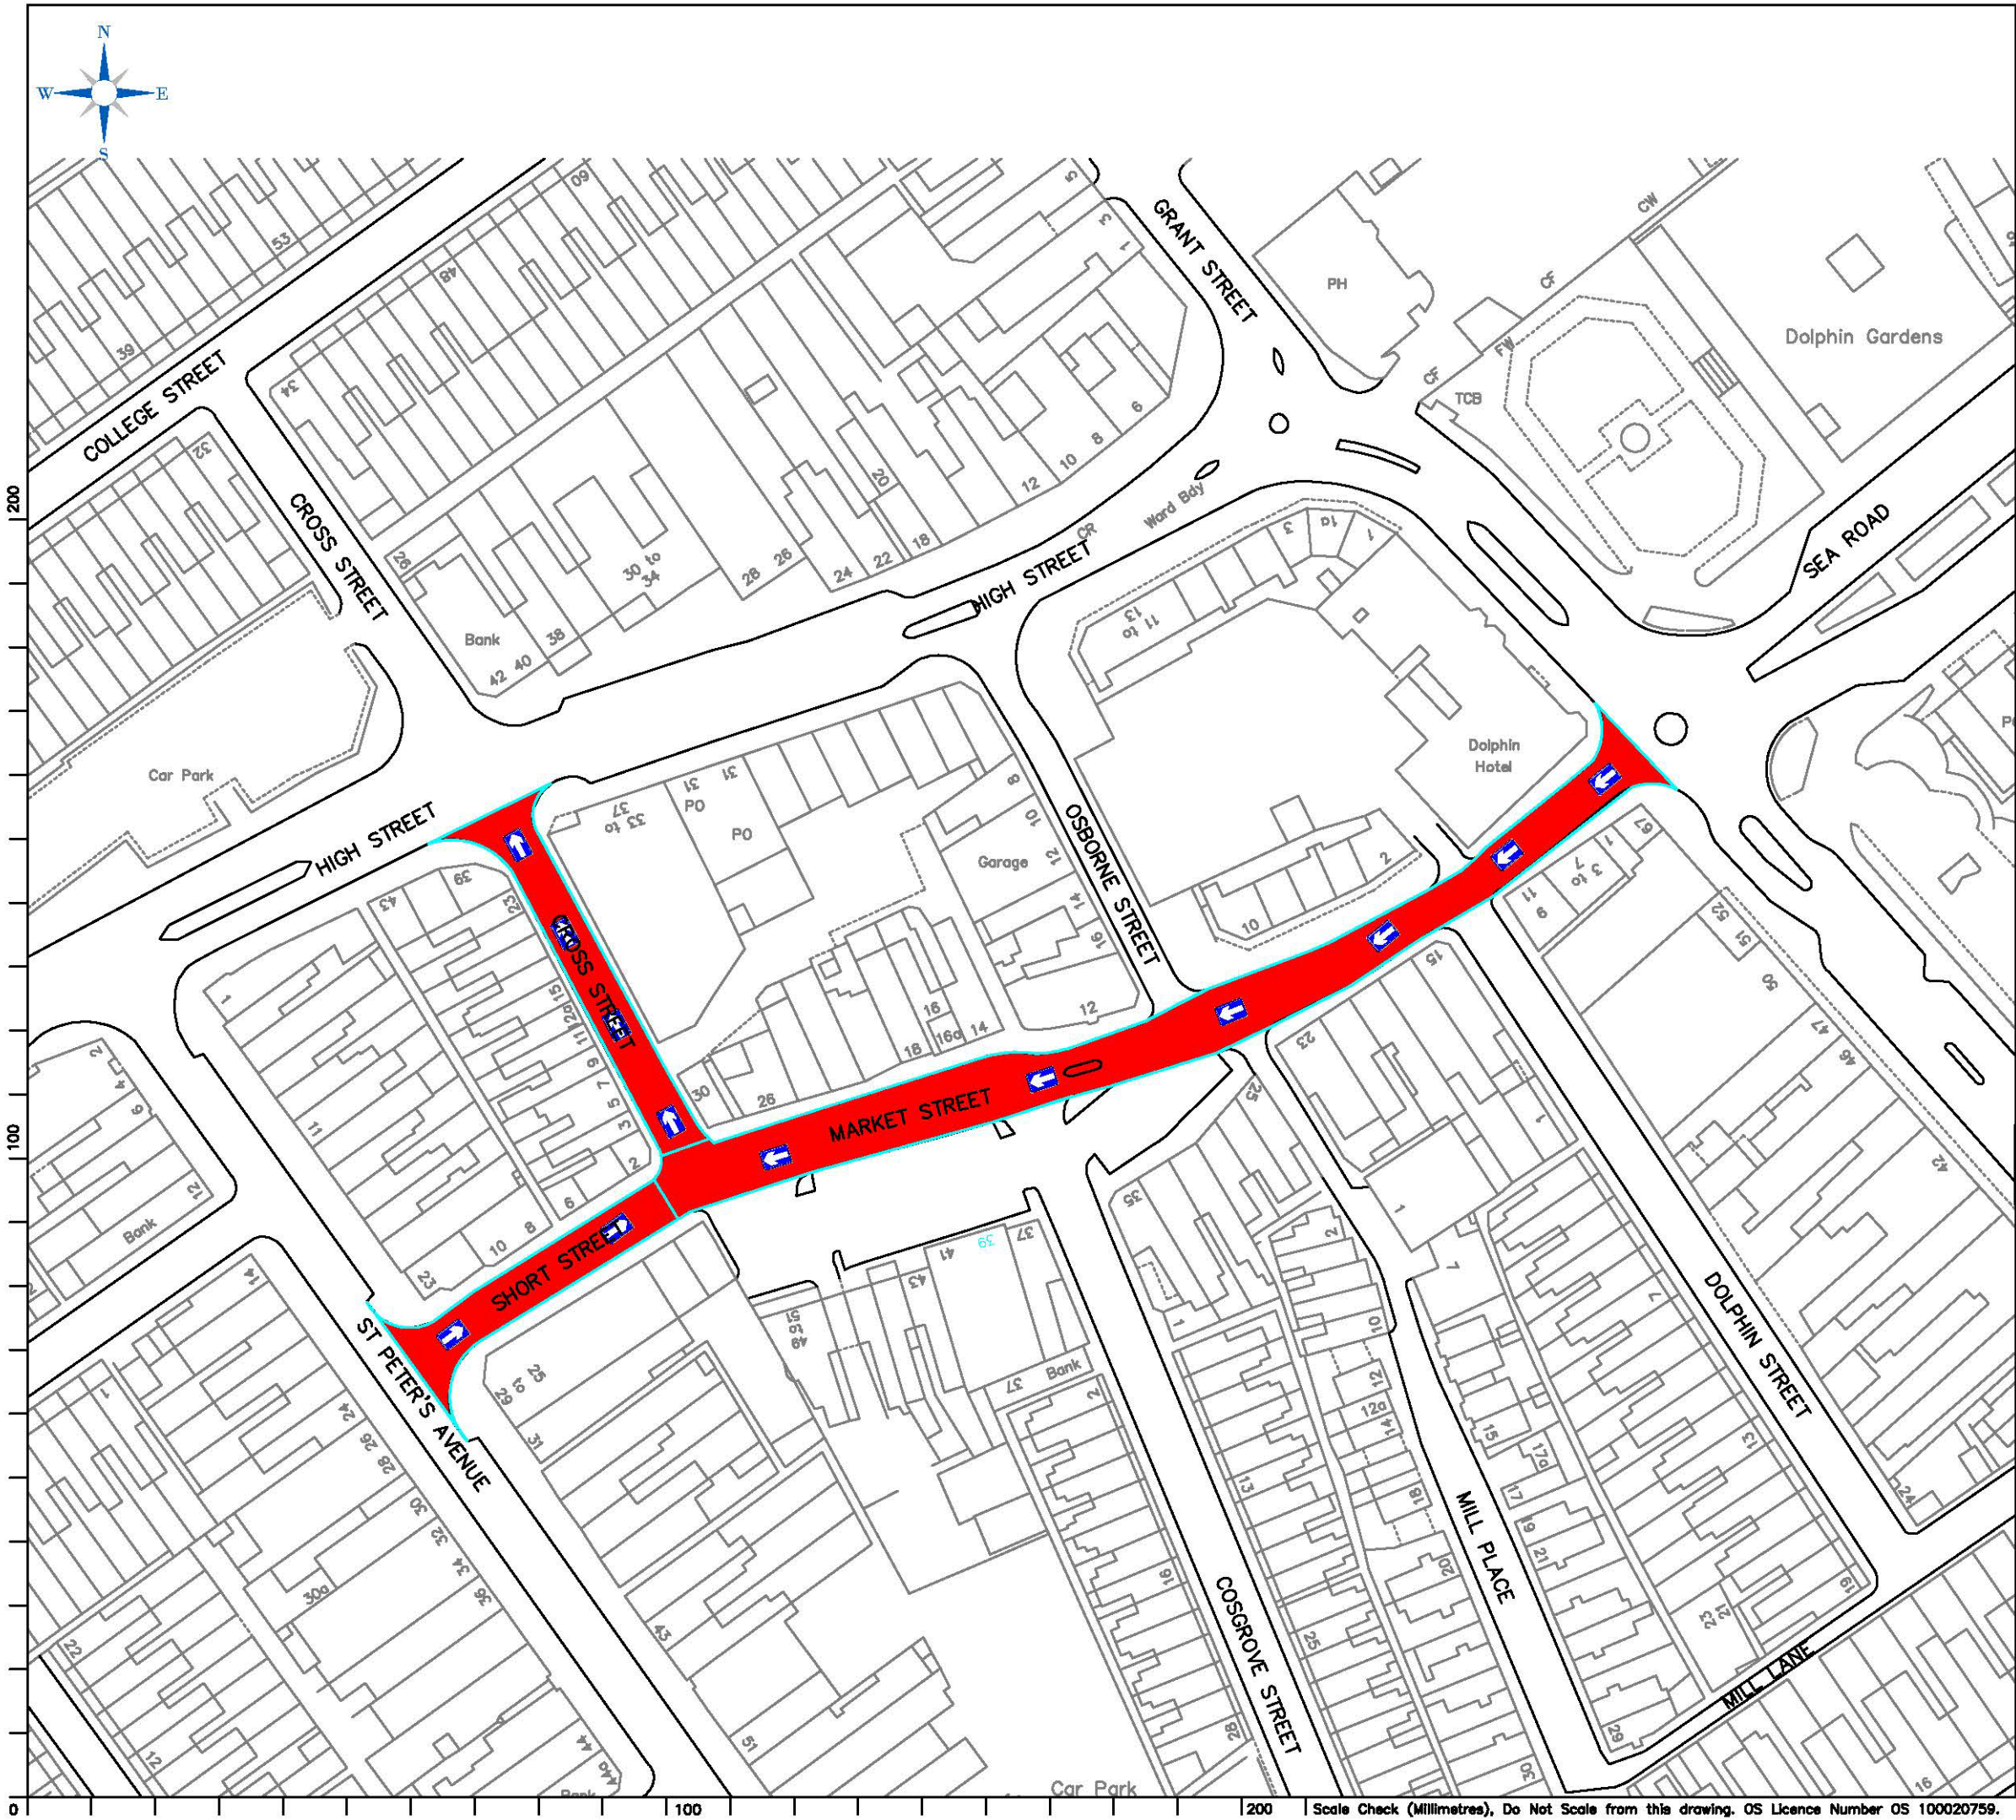 N
W E
S
60
5
3
1
GRANT STREET
CW
PH
CF
53
48
Dolphin Gardens
FW
CF
TCB
39
34
COLLEGE STREET
32
6
8
10
12
20
200
CROSS STREET
Ward Bdy
CR
3
1a
1
SEA ROAD
26
30 to
34
28
26
24
22
18
HIGH STREET
11 to
13
Bank
38
40
42
Car Park
Dolphin
Hotel
31
31
PO
33 to
37
PO
8
10
HIGH STREET
Garage
12
OSBORNE STREET
14
16
2
10
67
1
3 to
7
9
11
39
43
23
CROSS STREET
15
12a
11
9
7
5
3
2
1
11
52
51
50
47
46
42
15
16
16a
14
18
12
30
26
MARKET STREET
23
25
1
2
4
6
12
Bank
100
6
8
10
23
SHORT STREET
35
37
39
41
43
1
2
7
7
14
51
49
49
ST PETER'S AVENUE
25
29
31
Bank
37
2
1
10
12
12a
14
DOLPHIN STREET
1
24
26
28
30
32
34
36
30a
13
15
17a
17
18
19
21
20
13
24
MILL PLACE
16
COSGROVE STREET
25
43
51
22
12
44
44a
Bank
28
30
29
23
21
19
MILL LANE
16
Car Park
0
100
200
Scale Check (Millimetres), Do Not Scale from this drawing. OS Licence Number OS 100020759.